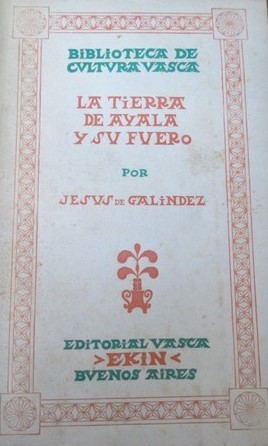 BIBLIOTECA DE
CVLTVRA VASCA
LA TIERRA
DE AYALA
Y SV FVERO
POR
JESVS DE GALINDEZ
EDITORIAL VASCA
>EKIN<
BVENOS AIRES